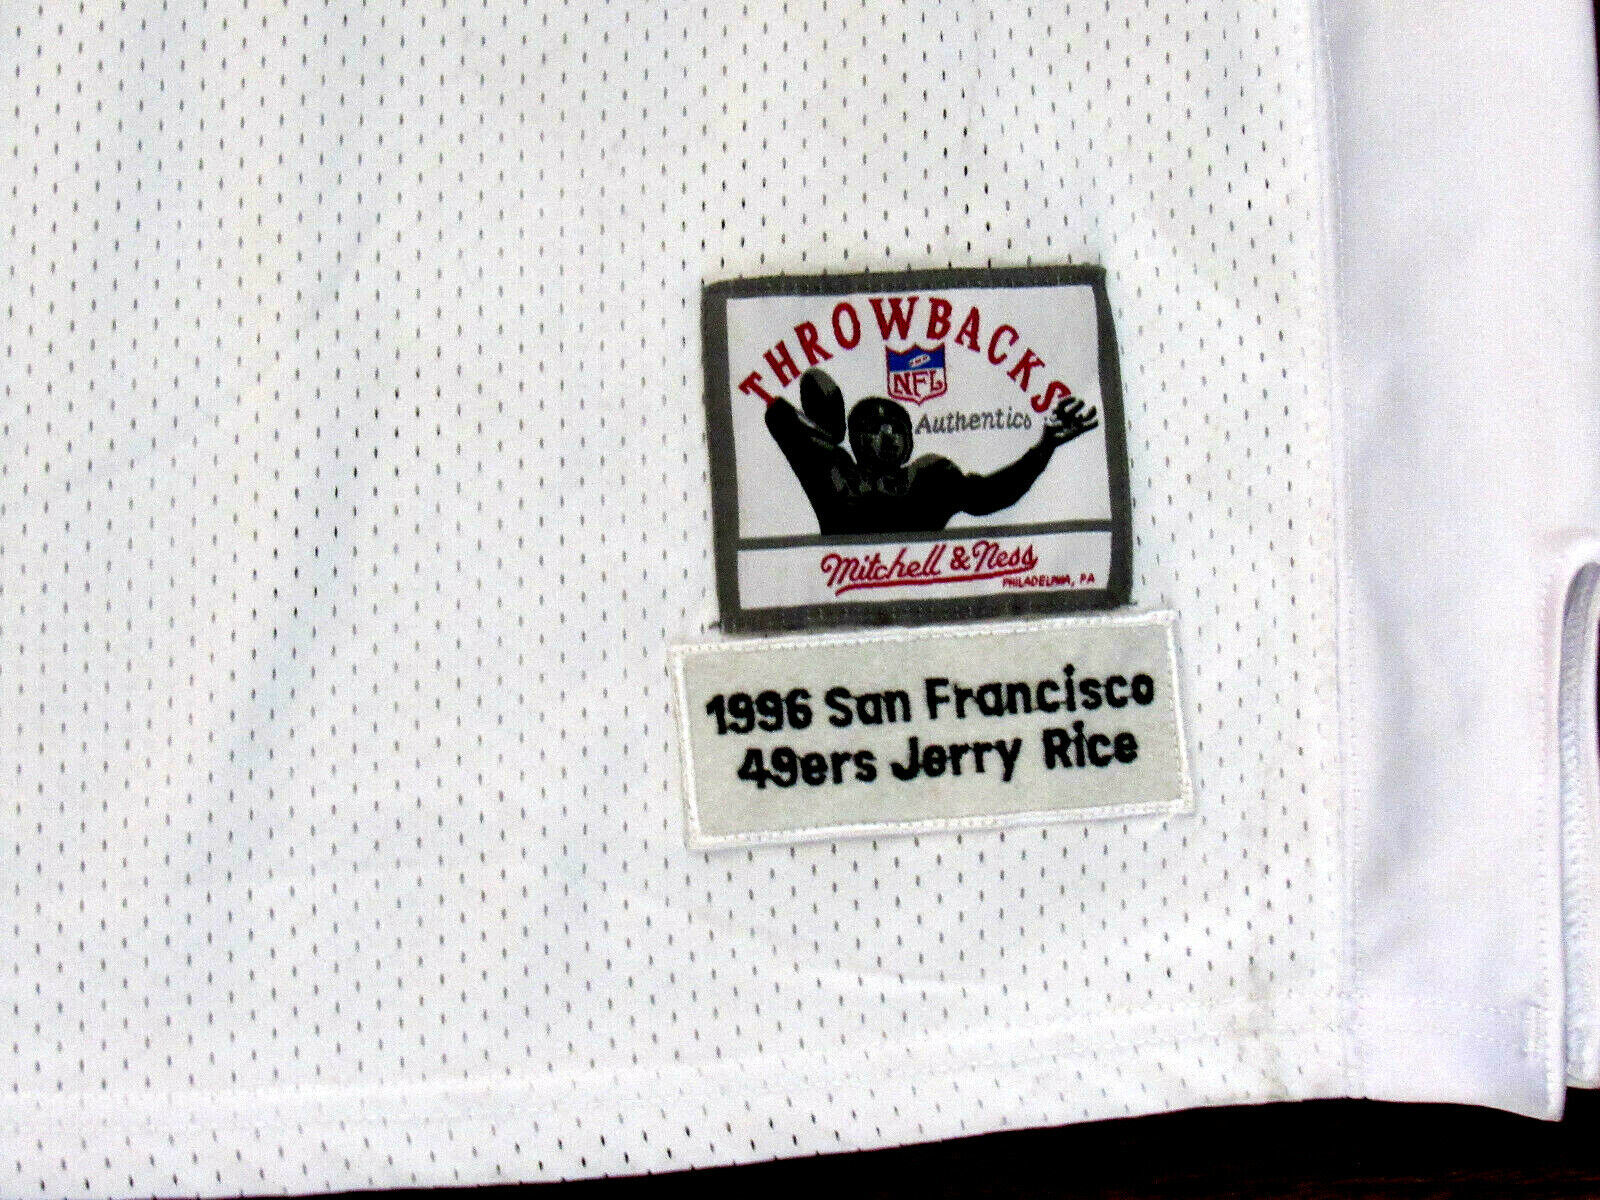 THROWBACKS
NFL
Authentics
Mitchell & Ness
PHILADELPHIA, PA
1996 San Francisco
49ers Jerry Rice